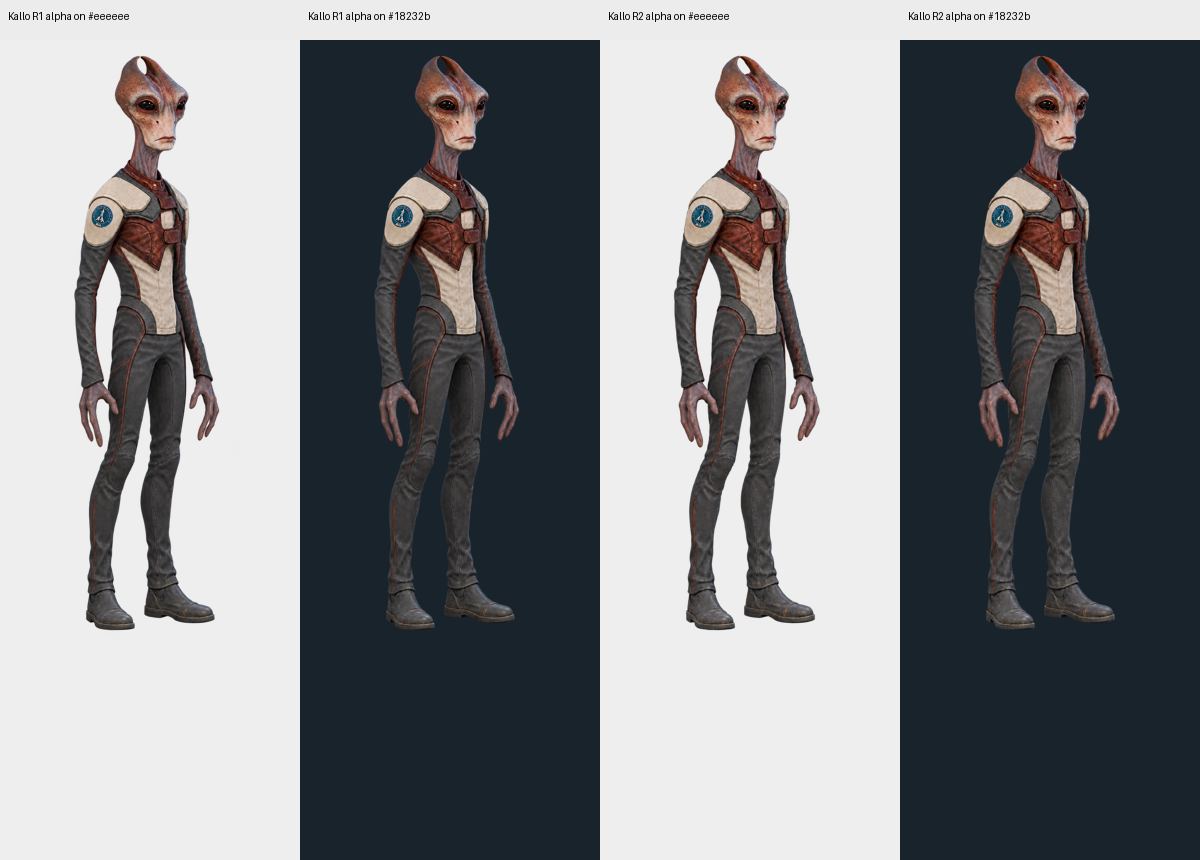 Kallo R1 alpha on #eeeeee
Kallo R1 alpha on #18232b
Kallo R2 alpha on #eeeeee
Kallo R2 alpha on #18232b